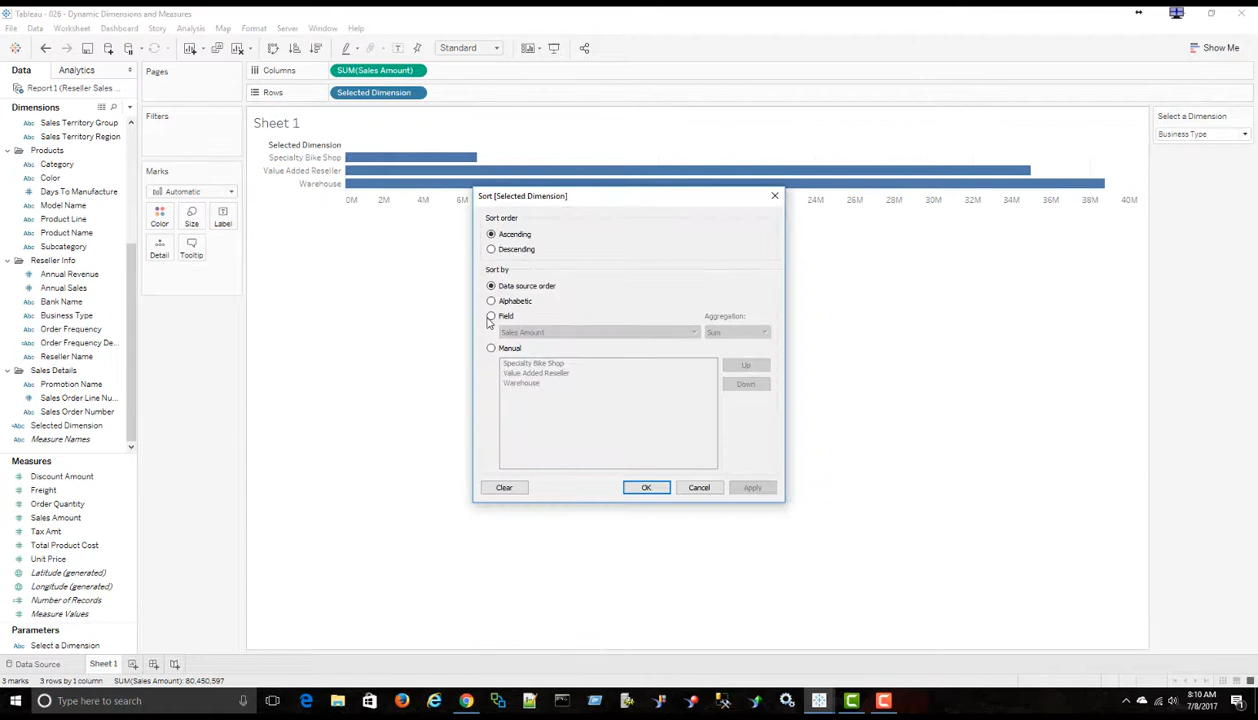 Tableau - 026 - Dynamic Dimensions and Measures
File Data Worksheet Dashboard Story Analysis Map Format Server Window Help
Standard
Show Me
Data Analytics
Report 1 (Reseller Sales ...
Dimensions
Sales Territory Group
Sales Territory Region
Products
Category
Color
Days To Manufacture
Model Name
Product Line
Product Name
Subcategory
Reseller Info
Annual Revenue
Annual Sales
Bank Name
Business Type
Order Frequency
Order Frequency De...
Reseller Name
Sales Details
Promotion Name
Sales Order Line Nu...
Sales Order Number
Selected Dimension
Measure Names
Measures
Discount Amount
Freight
Order Quantity
Sales Amount
Tax Amt
Total Product Cost
Unit Price
Latitude (generated)
Longitude (generated)
Number of Records
Measure Values
Parameters
Select a Dimension
Pages
Filters
Marks
Automatic
Color Size Label
Detail Tooltip
Columns SUM(Sales Amount)
Rows Selected Dimension
Sheet 1
Selected Dimension
Specialty Bike Shop
Value Added Reseller
Warehouse
0M 2M 4M 6M 24M 26M 28M 30M 32M 34M 36M 38M 40M
Select a Dimension
Business Type
Sort [Selected Dimension]
Sort order
Ascending
Descending
Sort by
Data source order
Alphabetic
Field Aggregation:
Sales Amount Sum
Manual
Specialty Bike Shop
Value Added Reseller
Warehouse
Up
Down
Clear OK Cancel Apply
Data Source Sheet 1
3 marks 3 rows by 1 column SUM(Sales Amount): 80,450,597
Type here to search
8:10 AM
7/8/2017